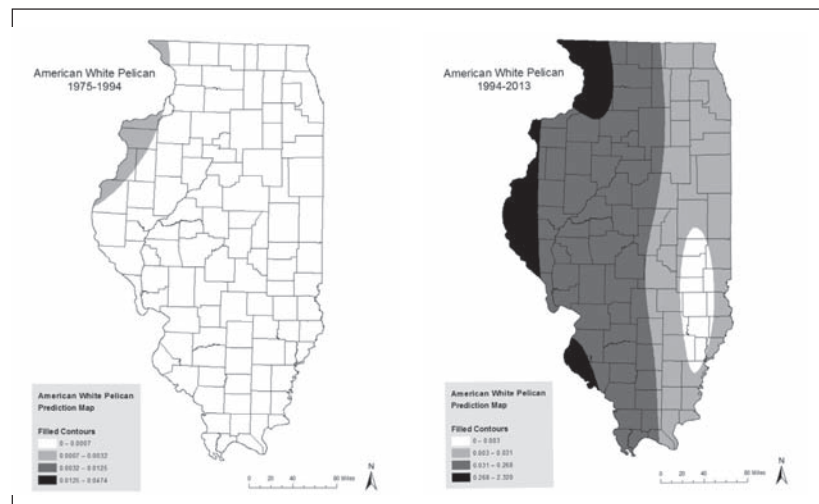 American White Pelican
1975-1994
American White Pelican
Prediction Map
Filled Contours
0 – 0.0007
0.0007 – 0.0032
0.0032 – 0.0125
0.0125 – 0.0474
N
0 20 40 80 Miles
American White Pelican
1994-2013
American White Pelican
Prediction Map
Filled Contours
0 – 0.003
0.003 – 0.031
0.031 – 0.268
0.268 – 2.320
N
0 20 40 80 Miles